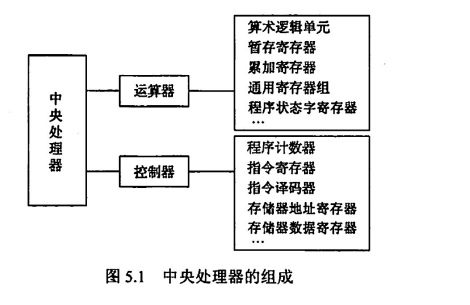 中央处理器
运算器
算术逻辑单元
暂存寄存器
累加寄存器
通用寄存器组
程序状态字寄存器
…
控制器
程序计数器
指令寄存器
指令译码器
存储器地址寄存器
存储器数据寄存器
…
图 5.1 中央处理器的组成